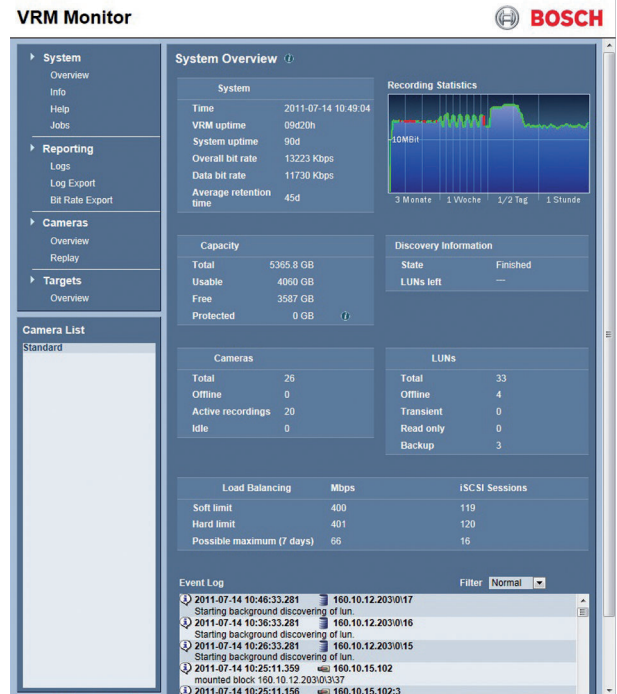 VRM Monitor
BOSCH
System
Overview
Info
Help
Jobs
Reporting
Logs
Log Export
Bit Rate Export
Cameras
Overview
Replay
Targets
Overview
Camera List
Standard
System Overview
System
Time 2011-07-14 10:49:04
VRM uptime 09d20h
System uptime 90d
Overall bit rate 13223 Kbps
Data bit rate 11730 Kbps
Average retention
time 45d
Recording Statistics
10MBit
3 Monate 1 Woche 1/2 Tag 1 Stunde
Capacity
Total 5365.8 GB
Usable 4060 GB
Free 3587 GB
Protected 0 GB
Discovery Information
State Finished
LUNs left —
Cameras
Total 26
Offline 0
Active recordings 20
Idle 0
LUNs
Total 33
Offline 4
Transient 0
Read only 0
Backup 3
Load Balancing Mbps iSCSI Sessions
Soft limit 400 119
Hard limit 401 120
Possible maximum (7 days) 66 16
Event Log Filter Normal
2011-07-14 10:46:33.281 160.10.12.203\0\17
Starting background discovering of lun.
2011-07-14 10:36:33.281 160.10.12.203\0\16
Starting background discovering of lun.
2011-07-14 10:26:33.281 160.10.12.203\0\15
Starting background discovering of lun.
2011-07-14 10:25:11.359 160.10.15.102
mounted block 160.10.12.203\0\3\37
2011-07-14 10:25:11.156 160.10.15.102:3